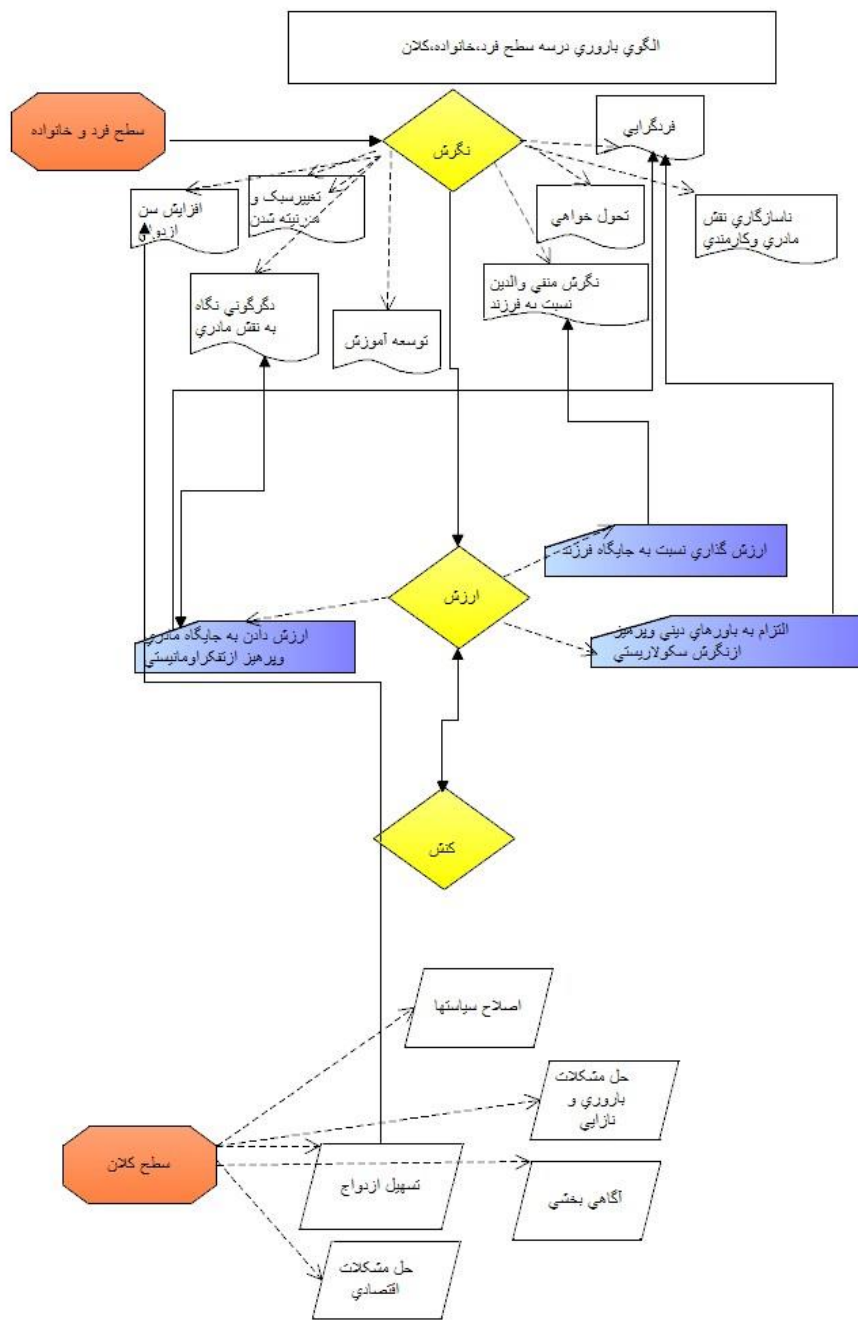 الگوي باروري درسه سطح فرد،خانواده،كلان
سطح فرد و خانواده
نگرش
فردگرايي
افزايش سن
ازدواج
تغييرسبك و
مدرنيته شدن
تحول خواهي
ناسازگاري نقش
مادري وكارمندي
دگرگوني نگاه
به نقش مادري
توسعه آموزش
نگرش منفي والدين
نسبت به فرزند
ارزش گذاري نسبت به جايگاه فرزند
ارزش
ارزش دادن به جايگاه مادري
وپرهيز ازتفكراومانيستي
التزام به باورهاي ديني وپرهيز
ازنگرش سكولاريستي
كنش
اصلاح سياستها
حل مشكلات
باروري و
نازايي
سطح كلان
تسهيل ازدواج
آگاهي بخشي
حل مشكلات
اقتصادي